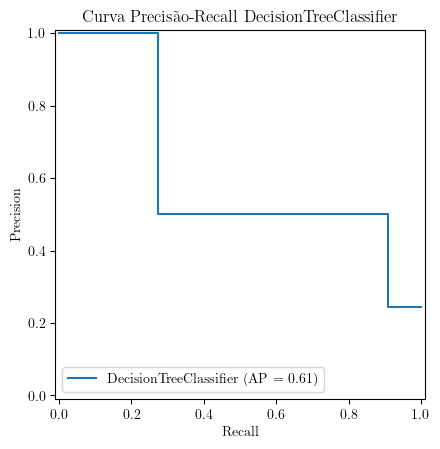 Curva Precisão-Recall DecisionTreeClassifier
1.0
0.8
0.6
0.4
0.2
0.0
Precision
DecisionTreeClassifier (AP = 0.61)
0.0 0.2 0.4 0.6 0.8 1.0
Recall